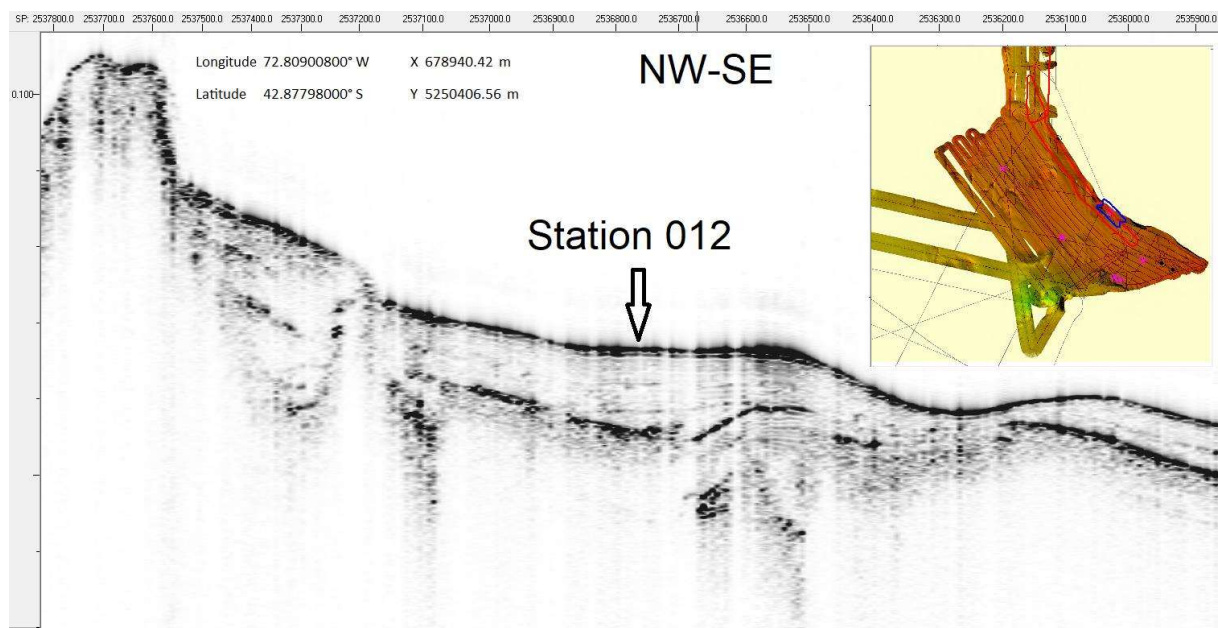 SP: 2537800.0 2537700.0 2537600.0 2537500.0 2537400.0 2537300.0 2537200.0 2537100.0 2537000.0 2536900.0 2536800.0 2536700.0 2536600.0 2536500.0 2536400.0 2536300.0 2536200.0 2536100.0 2536000.0 2535900.0
Longitude 72.80900800° W X 678940.42 m
NW-SE
Latitude 42.87798000° S Y 5250406.56 m
0.100
Station 012